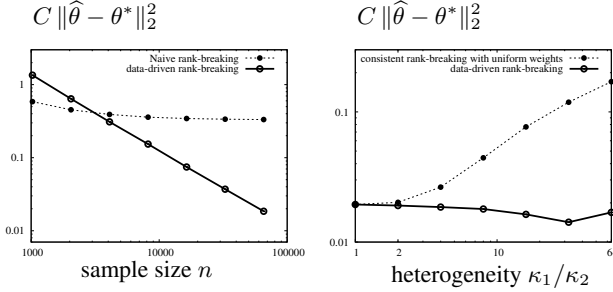 C ‖θ̂ − θ*‖₂²
Naive rank-breaking
data-driven rank-breaking
1
0.1
0.01
1000
10000
100000
sample size n
C ‖θ̂ − θ*‖₂²
consistent rank-breaking with uniform weights
data-driven rank-breaking
0.1
0.01
1
2
10
6
heterogeneity κ₁/κ₂